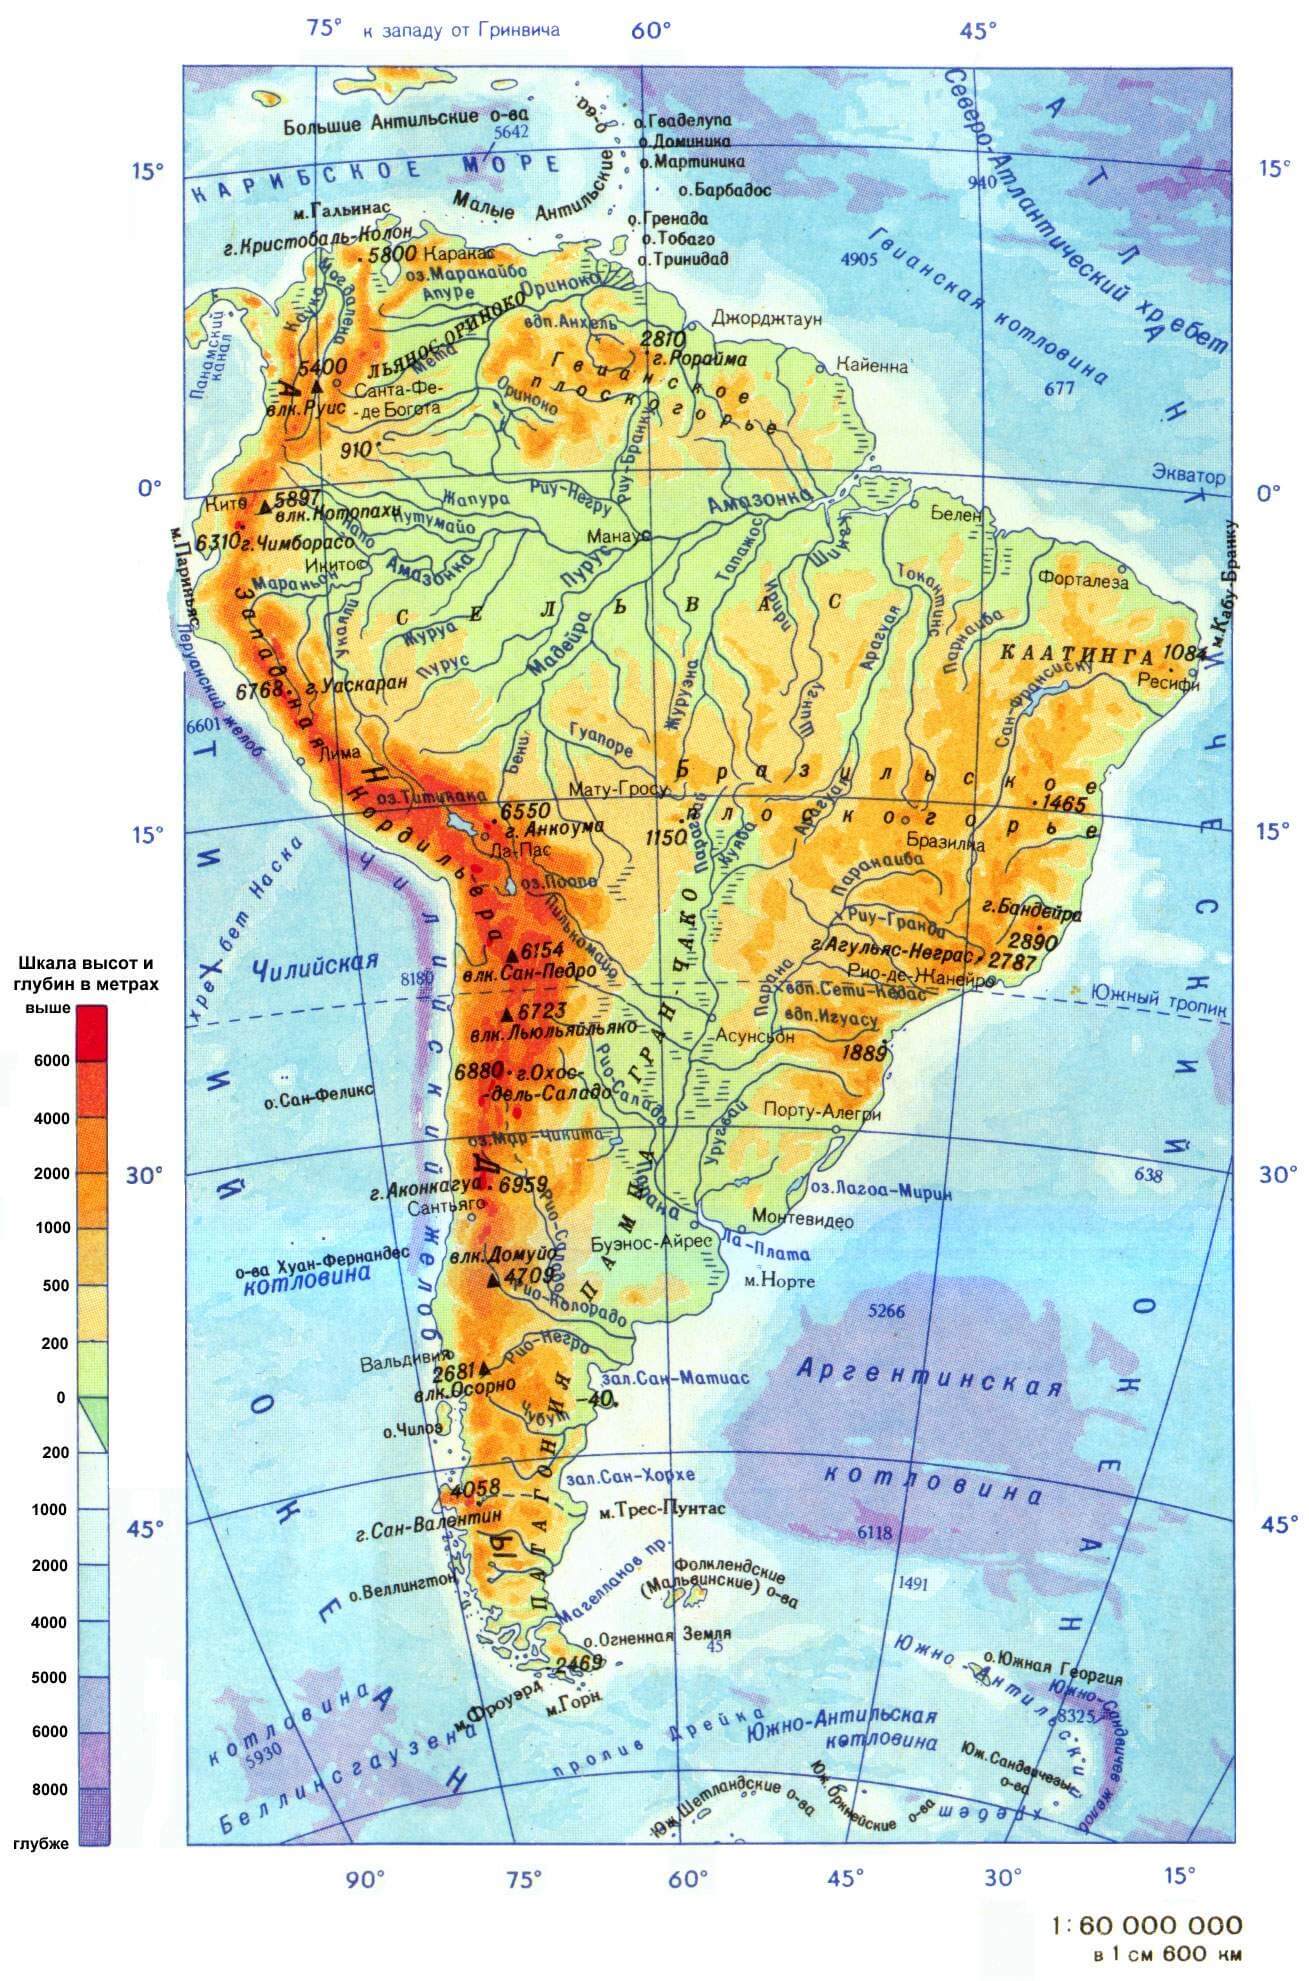 75° к западу от Гринвича 60° 45°
Большие Антильские о-ва
5642
КАРИБСКОЕ МОРЕ
Малые Антильские о-ва
о.Гваделупа
о.Доминика
о.Мартиника
о.Барбадос
о.Гренада
о.Тобаго
о.Тринидад
940
Северо-Атлантический хребет
АТЛАНТИЧЕСКИЙ ОКЕАН
15°
15°
4905
Гвианская котловина
677
м.Гальинас
г.Кристобаль-Колон
5800
Каракас
оз.Маракайбо
Апуре
Ориноко
Магдалена
Каука
ЛЬЯНОС ОРИНОКО
Мета
Панамский
канал
вдп.Анхель
2810
г.Рорайма
Гвианское
плоскогорье
Джорджтаун
Кайенна
5400
влк.Руис
Санта-Фе-
-де Богота
Ориноко
910
Риу-Бранку
Экватор
0°
0°
Кито
5897
влк.Котопахи
6310 г.Чимборасо
м.Париньяс
Жапура
Риу-Негру
Путумайо
Напо
Икитос
Мараньон
Амазонка
Амазонка
Манаус
Белен
Укаяли
Журуа
Пурус
Пурус
Мадейра
СЕЛЬВАС
Тапажос
Шингу
Ирири
Токантинс
Арагуая
Парнаиба
Форталеза
м.Кабу-Бранку
КААТИНГА
1084
Ресифи
Сан-Франсиску
Перуанский желоб
6601
6768
г.Уаскаран
Западная Кордильера
АНДЫ
Лима
оз.Титикака
6550
г.Анкоума
Ла-Пас
оз.Поопо
Бени
Гуапоре
Журуэна
Шингу
Мату-Гросу
1150
Парагвай
Куяба
Арагуая
Бразильское
плоскогорье
Бразилиа
1465
15°
15°
хребет Наска
Чилийский желоб
8180
Чилийская
котловина
ТИХИЙ ОКЕАН
Пилькомайо
6154
влк.Сан-Педро
6723
влк.Льюльяйльяко
6880
г.Охос-
-дель-Саладо
ГРАН ЧАКО
Паранаиба
Риу-Гранди
г.Бандейра
2890
г.Агульяс-Неграс
2787
Рио-де-Жанейро
Парана
вдп.Сети-Кедас
вдп.Игуасу
1889
Южный тропик
Асунсьон
Рио-Саладо
Уругвай
Порту-Алегри
о.Сан-Феликс
оз.Мар-Чикита
30°
30°
638
г.Аконкагуа 6959
Сантьяго
Парана
оз.Лагоа-Мирин
Монтевидео
Ла-Плата
Буэнос-Айрес
м.Норте
ПАМПА
о-ва Хуан-Фернандес
влк.Домуйо
4709
Рио-Саладо
Рио-Колорадо
Рио-Негро
Вальдивия
2681
влк.Осорно
о.Чилоэ
Чубут
-40
зал.Сан-Матиас
5266
Аргентинская
котловина
6118
1491
ПАТАГОНИЯ
зал.Сан-Хорхе
м.Трес-Пунтас
4058
г.Сан-Валентин
45°
45°
о.Веллингтон
Магелланов пр.
Фолклендские
(Мальвинские) о-ва
о.Огненная Земля
45
2469
м.Фроуэрд
м.Горн
пролив Дрейка
котловина
5930
Беллинсгаузена
Южно-Антильская
котловина
Южно-Антильский хребет
о.Южная Георгия
Южно-Сандвичев желоб
8325
Юж.Сандвичевы
о-ва
Юж.Шетландские о-ва
Юж.Оркнейские о-ва
90° 75° 60° 45° 30° 15°
Шкала высот и
глубин в метрах
выше
6000
4000
2000
1000
500
200
0
200
1000
2000
4000
5000
6000
8000
глубже
1:60 000 000
в 1 см 600 км